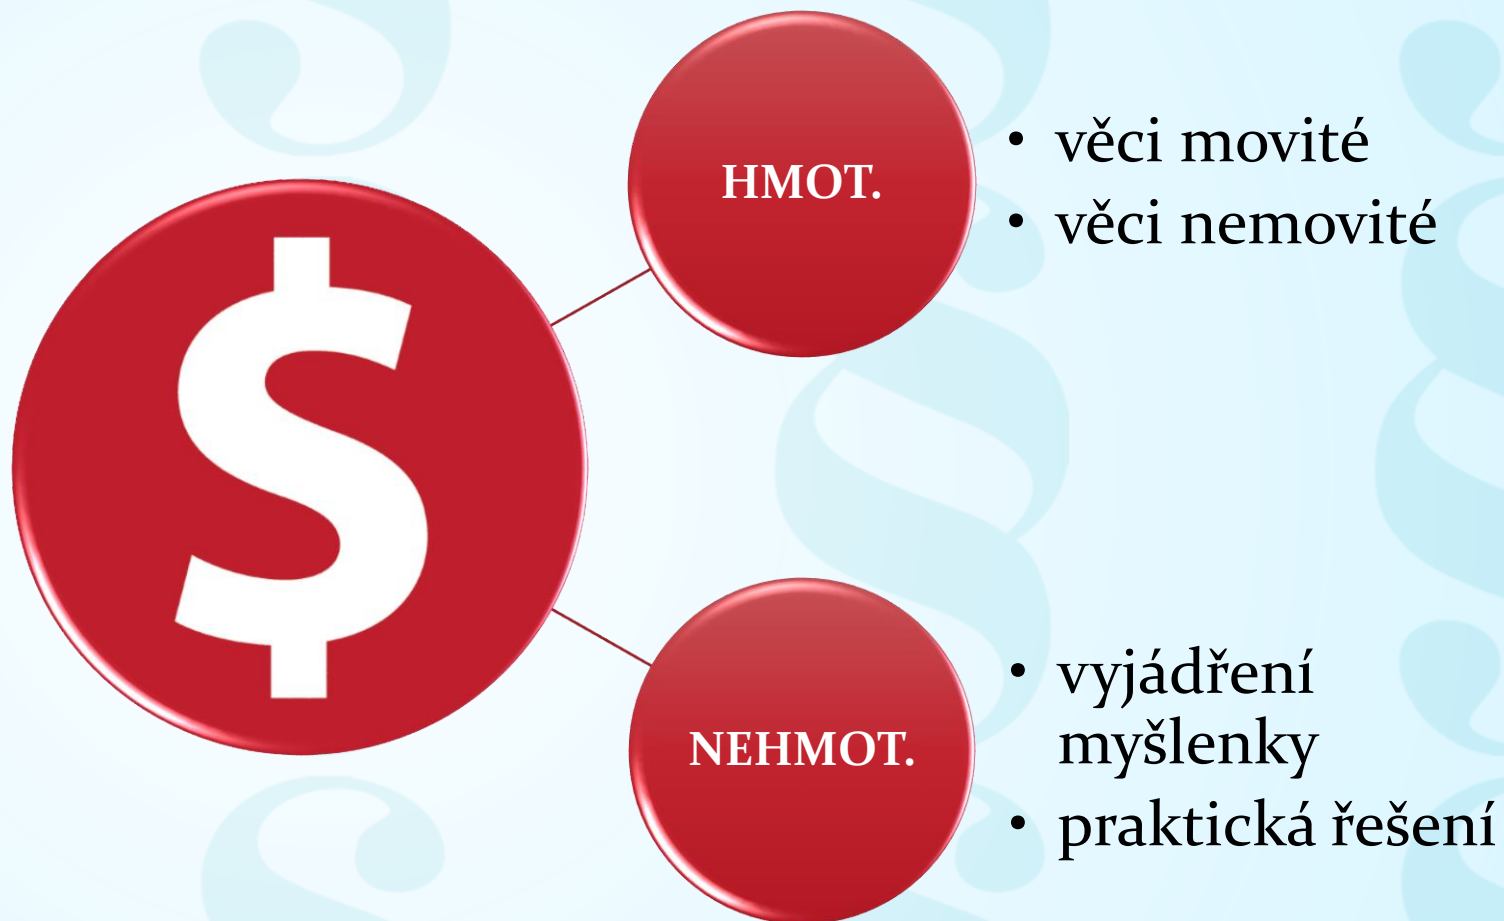 $
HMOT.
• věci movité
• věci nemovité
NEHMOT.
• vyjádření
myšlenky
• praktická řešení